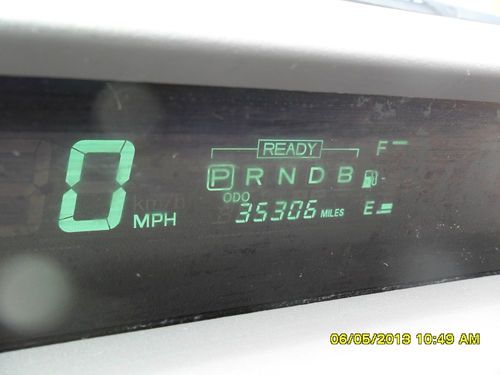 READY
F
P R N D B
0 km/h MPH
ODO
35306 MILES
E
06/05/2013 10:49 AM